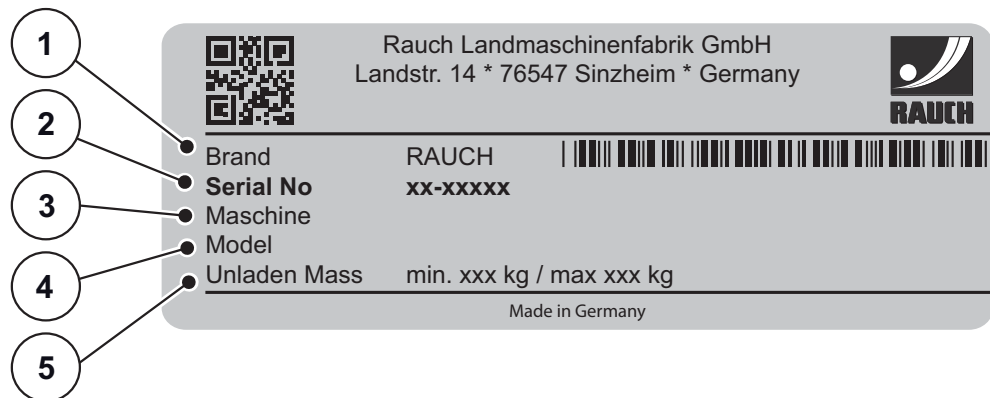 1
2
3
4
5
Rauch Landmaschinenfabrik GmbH
Landstr. 14 * 76547 Sinzheim * Germany
RAUCH
Brand RAUCH
Serial No xx-xxxxx
Maschine
Model
Unladen Mass min. xxx kg / max xxx kg
Made in Germany